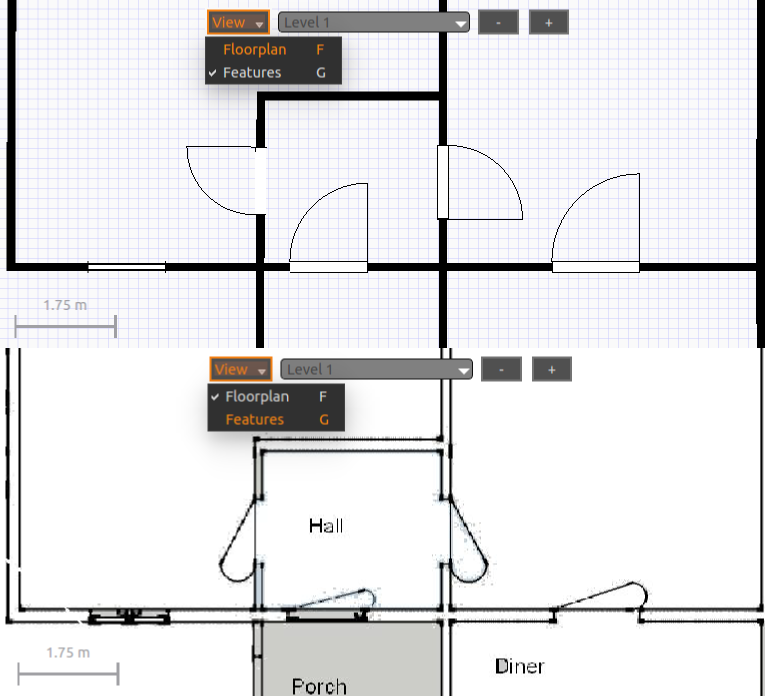 View Level 1 - +
Floorplan F
✓ Features G
1.75 m
View Level 1 - +
✓ Floorplan F
Features G
Hall
1.75 m
Diner
Porch